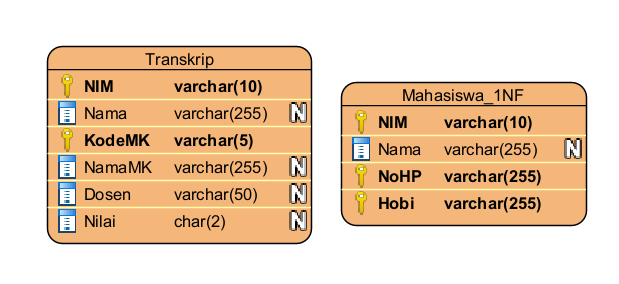 Transkrip
NIM varchar(10)
Nama varchar(255) N
KodeMK varchar(5)
NamaMK varchar(255) N
Dosen varchar(50) N
Nilai char(2) N
Mahasiswa_1NF
NIM varchar(10)
Nama varchar(255) N
NoHP varchar(255)
Hobi varchar(255)